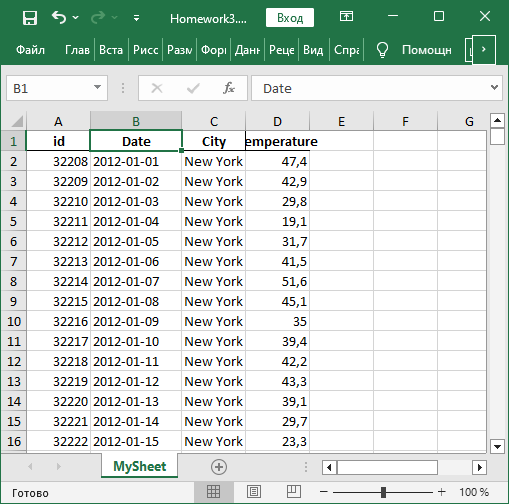 Homework3.... Вход
Файл Глав Вста Рисс Разм Форм Данн Реце Вид Спра Помощн
B1 fx Date
A B C D E F G
1 id Date City emperature
2 32208 2012-01-01 New York 47,4
3 32209 2012-01-02 New York 42,9
4 32210 2012-01-03 New York 29,8
5 32211 2012-01-04 New York 19,1
6 32212 2012-01-05 New York 31,7
7 32213 2012-01-06 New York 41,5
8 32214 2012-01-07 New York 51,6
9 32215 2012-01-08 New York 45,1
10 32216 2012-01-09 New York 35
11 32217 2012-01-10 New York 39,4
12 32218 2012-01-11 New York 42,2
13 32219 2012-01-12 New York 43,3
14 32220 2012-01-13 New York 39,1
15 32221 2012-01-14 New York 29,7
16 32222 2012-01-15 New York 23,3
MySheet
Готово 100 %